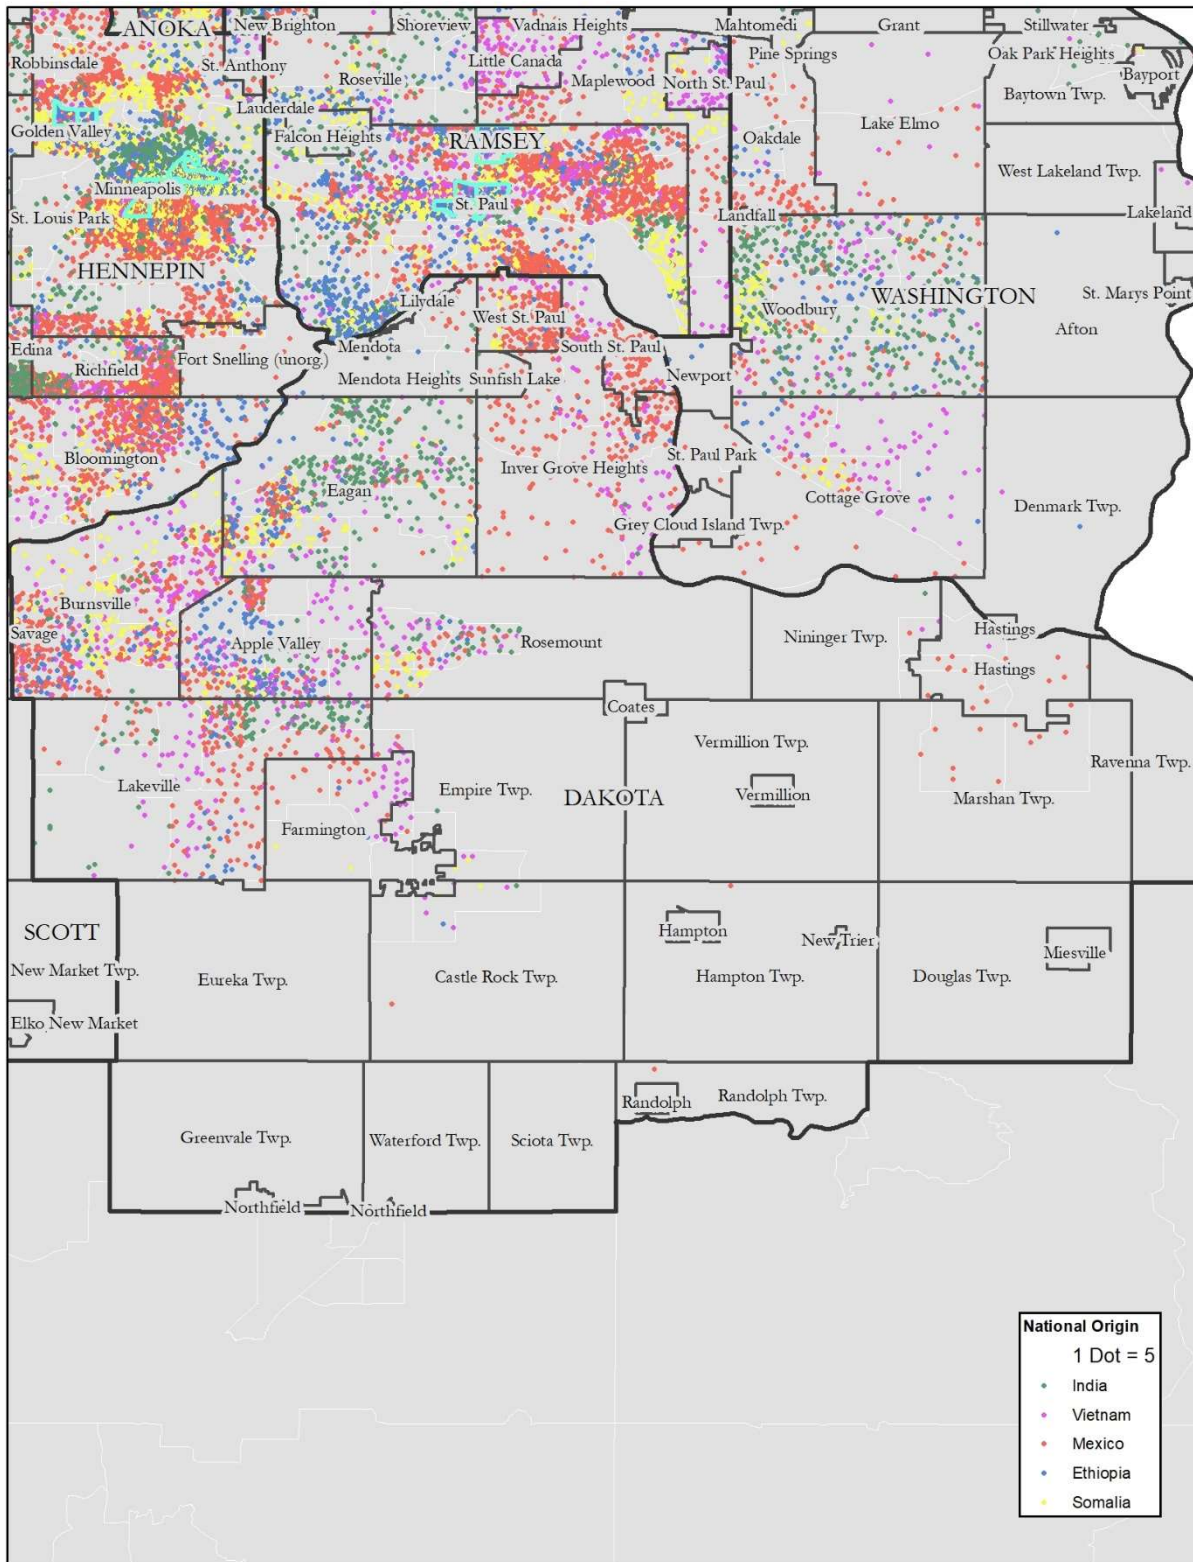 ANOKA
New Brighton
Shoreview
Vadnais Heights
Mahtomedi
Grant
Stillwater
Robbinsdale
St. Anthony
Roseville
Little Canada
Maplewood
North St. Paul
Pine Springs
Oak Park Heights
Bayport
Baytown Twp.
Golden Valley
Lauderdale
Falcon Heights
RAMSEY
Oakdale
Lake Elmo
West Lakeland Twp.
Minneapolis
St. Louis Park
St. Paul
Landfall
Lakeland
HENNEPIN
Lilydale
West St. Paul
Woodbury
WASHINGTON
St. Marys Point
Afton
Edina
Richfield
Fort Snelling (unorg.)
Mendota
South St. Paul
Mendota Heights
Sunfish Lake
Newport
Bloomington
Eagan
Inver Grove Heights
St. Paul Park
Cottage Grove
Denmark Twp.
Grey Cloud Island Twp.
Burnsville
Savage
Apple Valley
Rosemount
Nininger Twp.
Hastings
Hastings
Coates
Vermillion Twp.
Ravenna Twp.
Lakeville
Empire Twp.
DAKOTA
Vermillion
Marshan Twp.
Farmington
SCOTT
New Market Twp.
Eureka Twp.
Castle Rock Twp.
Hampton
New Trier
Hampton Twp.
Douglas Twp.
Miesville
Elko New Market
Randolph
Randolph Twp.
Greenvale Twp.
Waterford Twp.
Sciota Twp.
Northfield
Northfield
National Origin
1 Dot = 5
India
Vietnam
Mexico
Ethiopia
Somalia